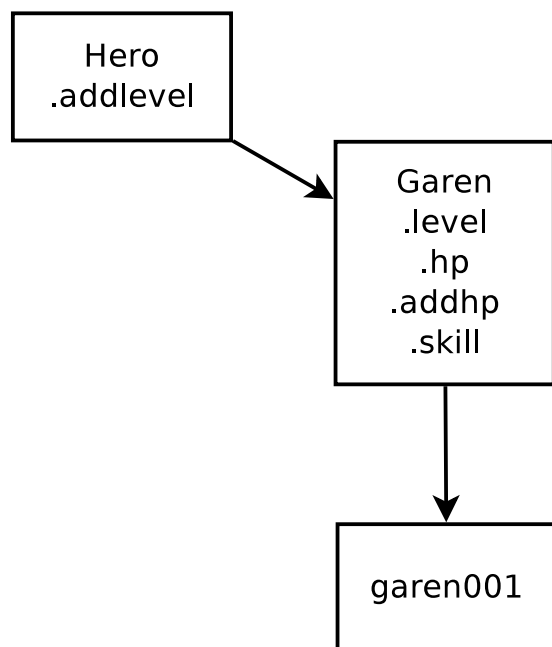 Hero
.addlevel
Garen
.level
.hp
.addhp
.skill
garen001